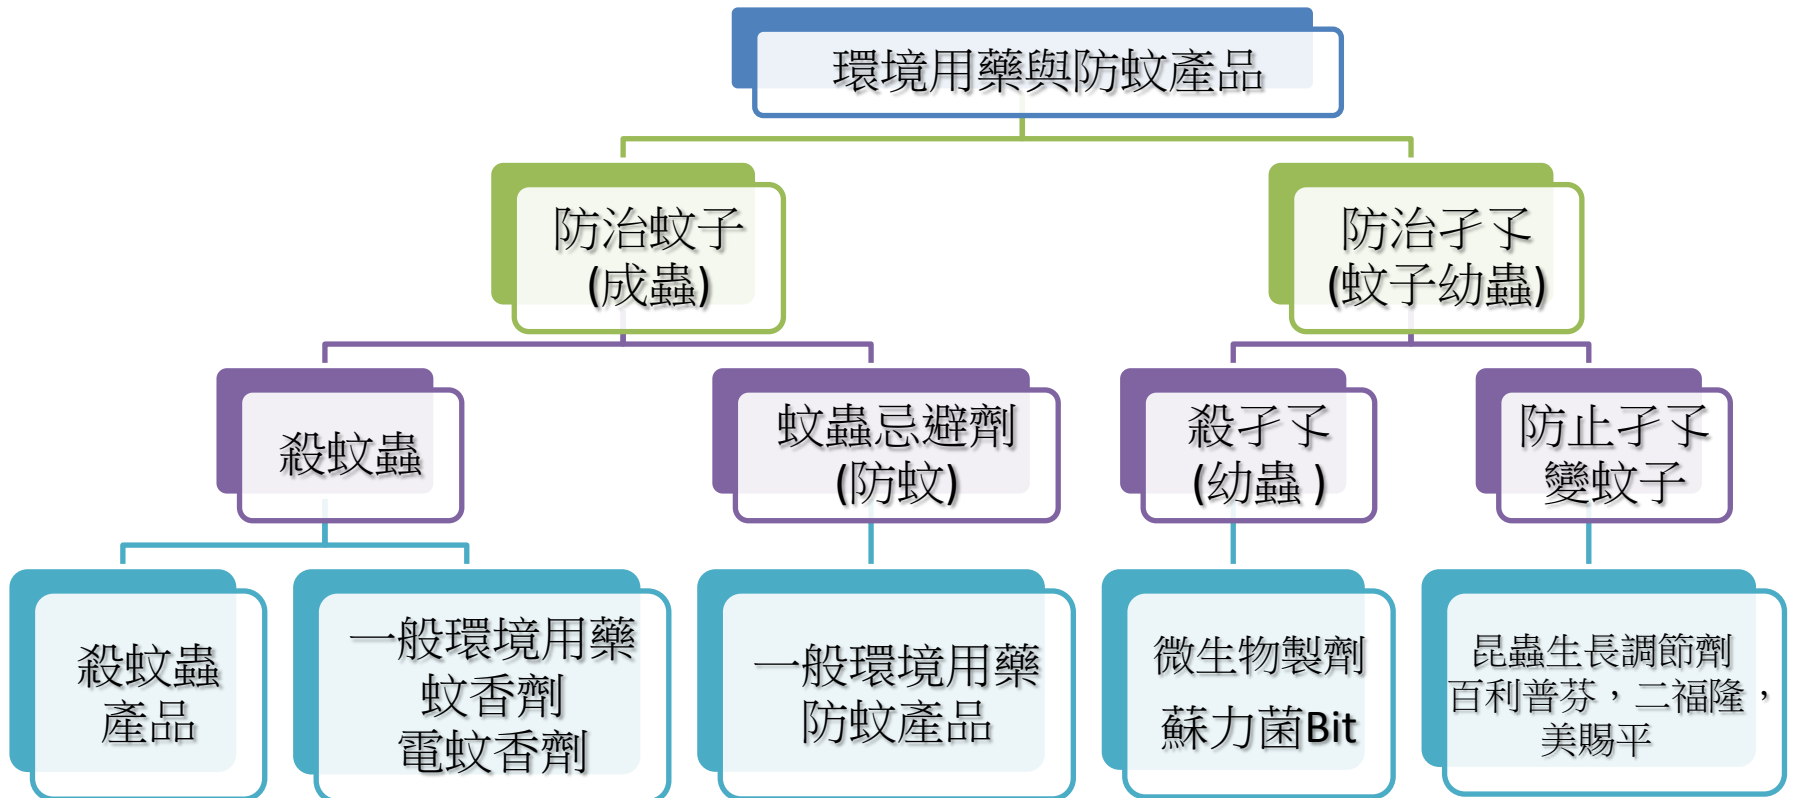 環境用藥與防蚊產品
防治蚊子
(成蟲)
防治孑孓
(蚊子幼蟲)
殺蚊蟲
蚊蟲忌避劑
(防蚊)
殺孑孓
(幼蟲 )
防止孑孓
變蚊子
殺蚊蟲
產品
一般環境用藥
蚊香劑
電蚊香劑
一般環境用藥
防蚊產品
微生物製劑
蘇力菌Bit
昆蟲生長調節劑
百利普芬，二福隆，
美賜平